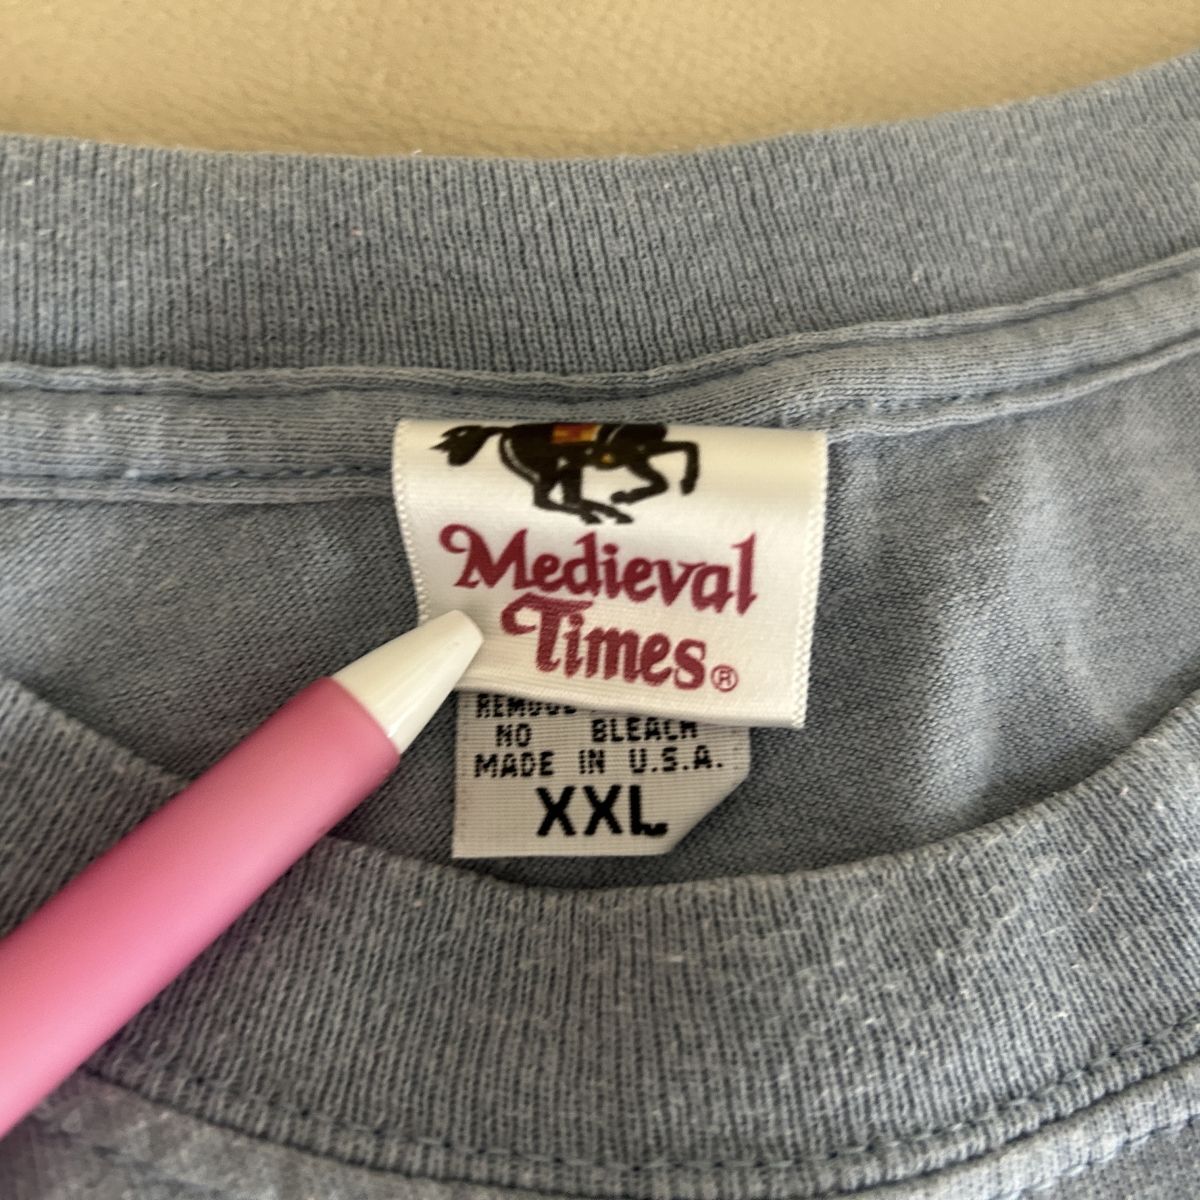 Medieval
Times®
NO BLEACH
MADE IN U.S.A.
XXL